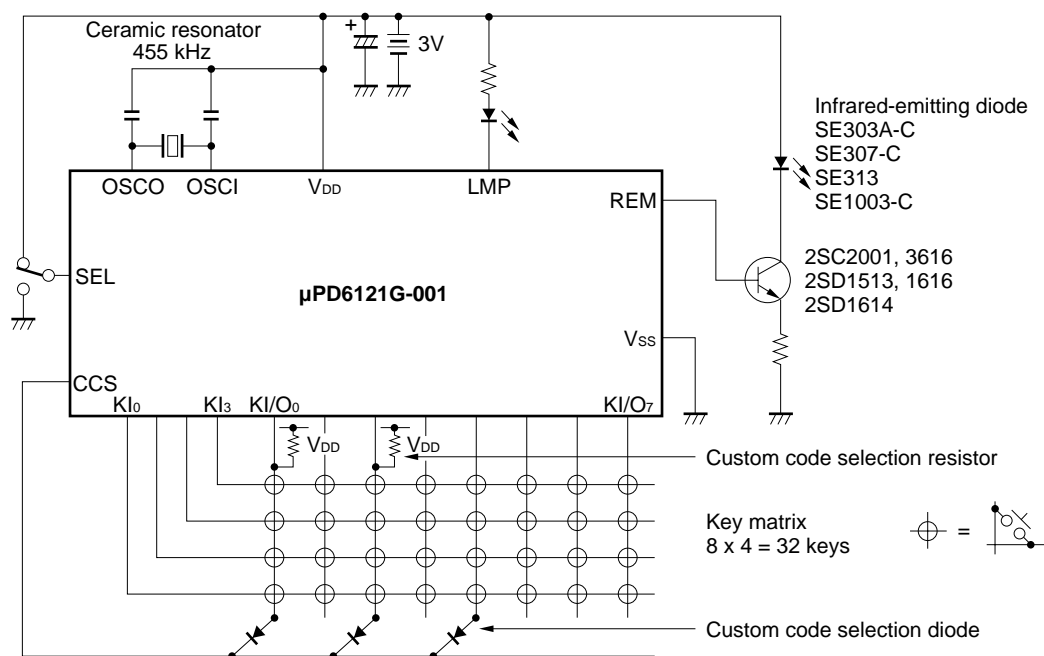 Ceramic resonator
455 kHz
+
3V
Infrared-emitting diode
SE303A-C
SE307-C
SE313
SE1003-C
OSCO
OSCI
VDD
LMP
REM
SEL
µPD6121G-001
2SC2001, 3616
2SD1513, 1616
2SD1614
VSS
CCS
KI0
KI3
KI/O0
KI/O7
VDD
VDD
Custom code selection resistor
Key matrix
8 x 4 = 32 keys
=
Custom code selection diode